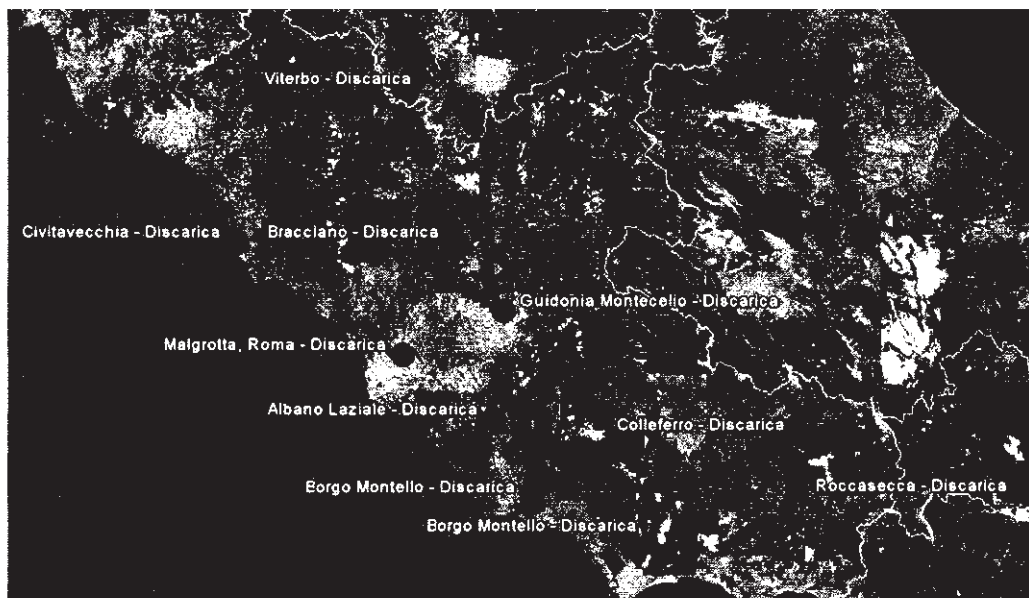 Viterbo - Discarica
Civitavecchia - Discarica
Bracciano - Discarica
Guidonia Montecelio - Discarica
Malgrotta, Roma - Discarica
Albano Laziale - Discarica
Colleferro - Discarica
Borgo Montello - Discarica
Roccasecca - Discarica
Borgo Montello - Discarica